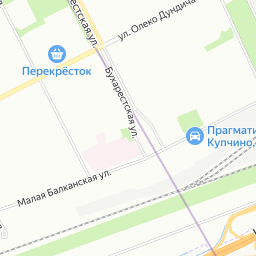 ул. Олеко Дундича
Перекрёсток
Бухарестская ул.
Прагмати
Купчино,
Малая Балканская ул.